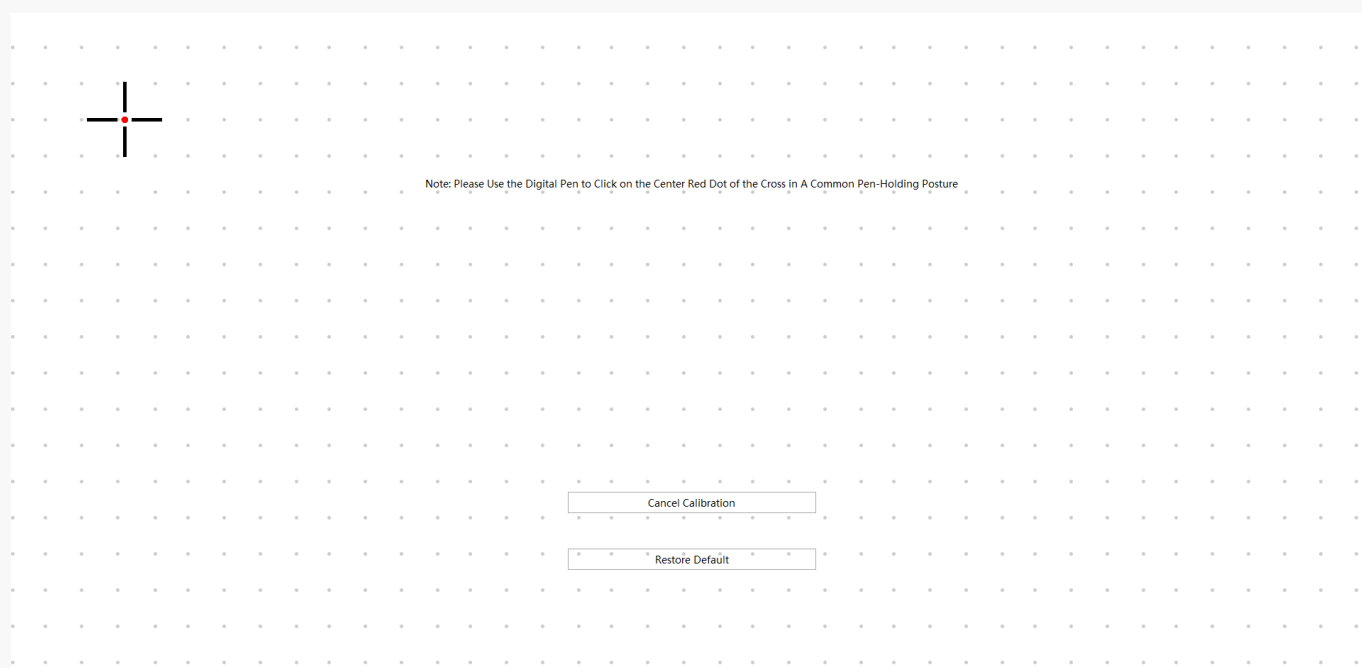 Note: Please Use the Digital Pen to Click on the Center Red Dot of the Cross in A Common Pen-Holding Posture
Cancel Calibration
Restore Default